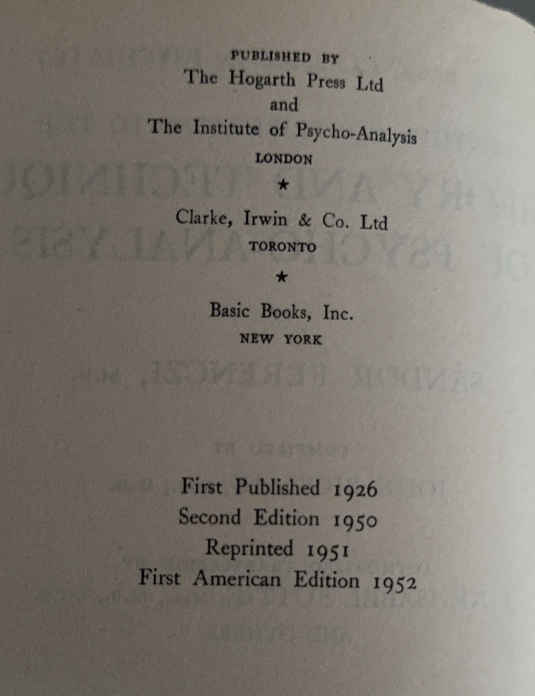 PUBLISHED BY
The Hogarth Press Ltd
and
The Institute of Psycho-Analysis
LONDON
★
Clarke, Irwin & Co. Ltd
TORONTO
★
Basic Books, Inc.
NEW YORK
First Published 1926
Second Edition 1950
Reprinted 1951
First American Edition 1952